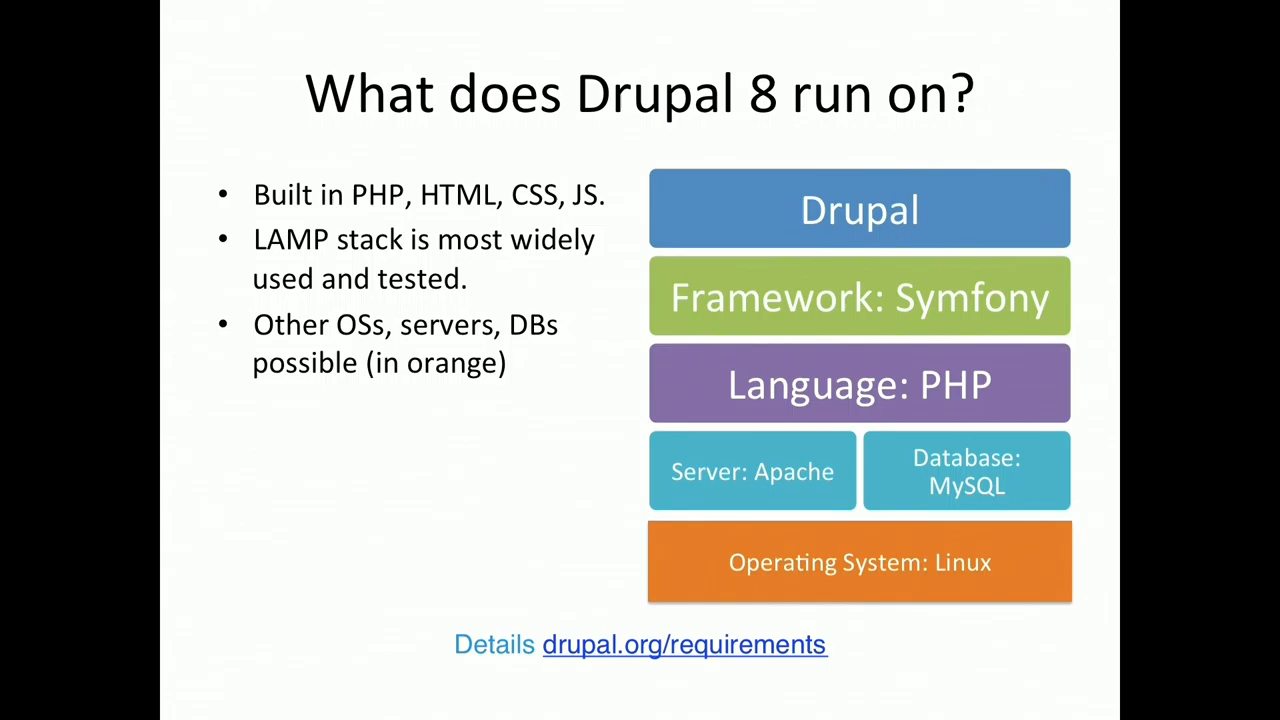 What does Drupal 8 run on?
• Built in PHP, HTML, CSS, JS.
• LAMP stack is most widely
used and tested.
• Other OSs, servers, DBs
possible (in orange)
Drupal
Framework: Symfony
Language: PHP
Server: Apache
Database:
MySQL
Operating System: Linux
Details drupal.org/requirements